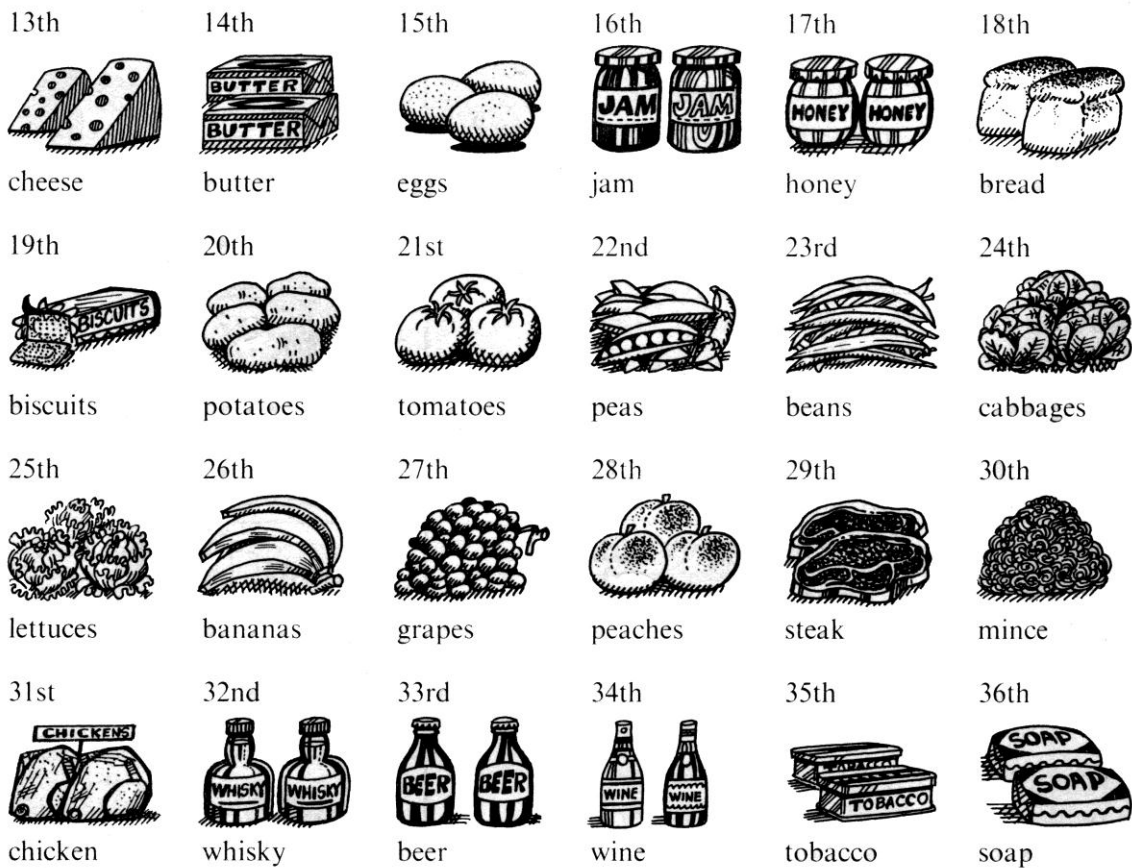 13th 14th 15th 16th 17th 18th
BUTTER
BUTTER
JAM JAM
HONEY HONEY
cheese butter eggs jam honey bread
19th 20th 21st 22nd 23rd 24th
BISCUITS
biscuits potatoes tomatoes peas beans cabbages
25th 26th 27th 28th 29th 30th
lettuces bananas grapes peaches steak mince
31st 32nd 33rd 34th 35th 36th
CHICKENS
WHISKY WHISKY
BEER BEER
WINE WINE
TOBACCO
TOBACCO
SOAP
SOAP
chicken whisky beer wine tobacco soap